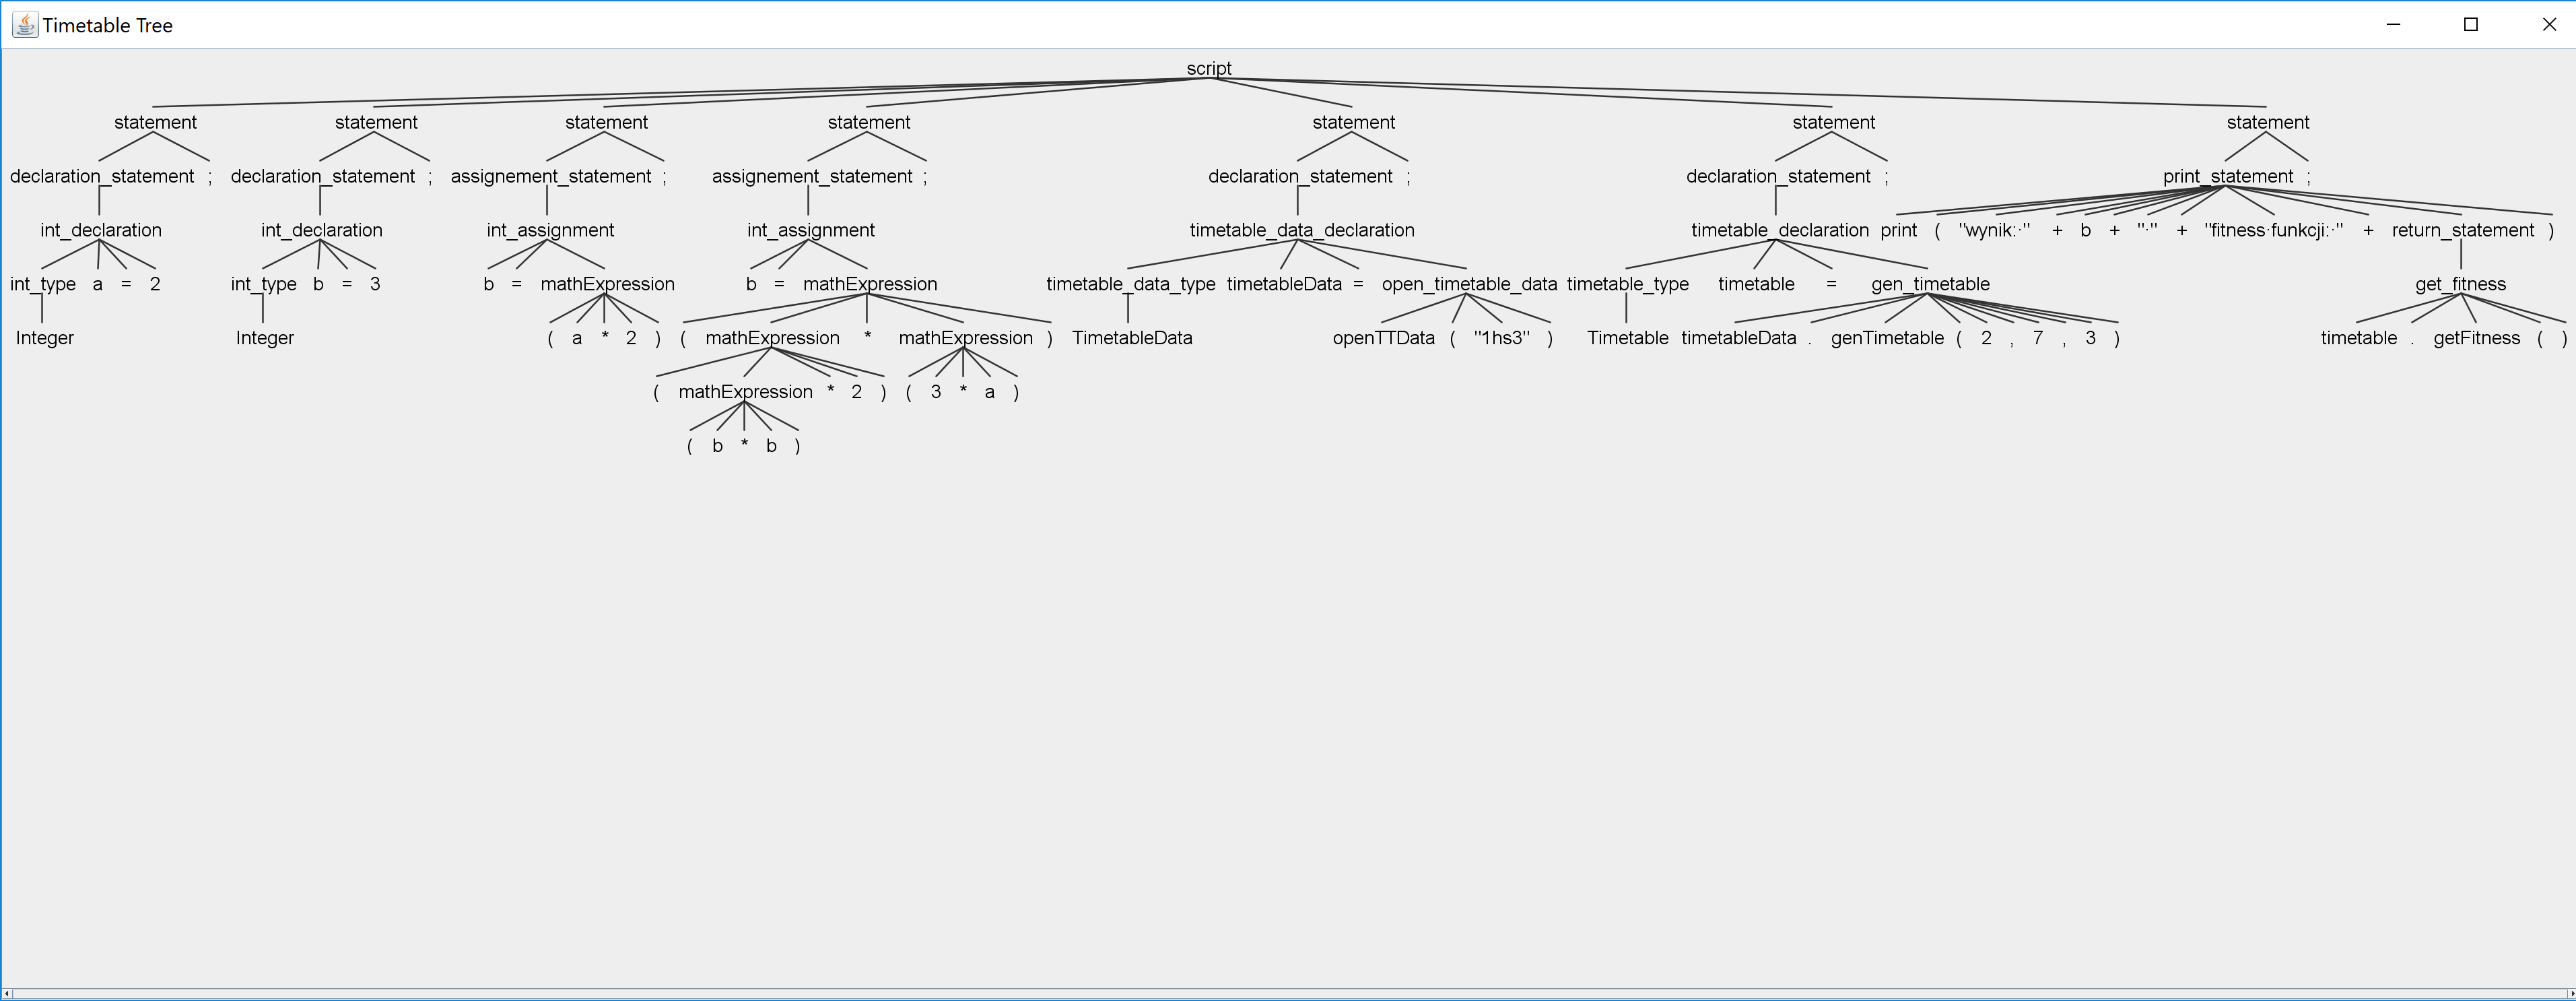 Timetable Tree
script
statement statement statement statement statement statement statement
declaration_statement ; declaration_statement ; assignement_statement ; assignement_statement ; declaration_statement ; declaration_statement ; print_statement ;
int_declaration int_declaration int_assignment int_assignment timetable_data_declaration timetable_declaration print ( "wynik:·" + b + "·" + "fitness·funkcji:·" + return_statement )
int_type a = 2 int_type b = 3 b = mathExpression b = mathExpression timetable_data_type timetableData = open_timetable_data timetable_type timetable = gen_timetable get_fitness
Integer Integer ( a * 2 ) ( mathExpression * mathExpression ) TimetableData openTTData ( "1hs3" ) Timetable timetableData . genTimetable ( 2 , 7 , 3 ) timetable . getFitness ( )
( mathExpression * 2 ) ( 3 * a )
( b * b )